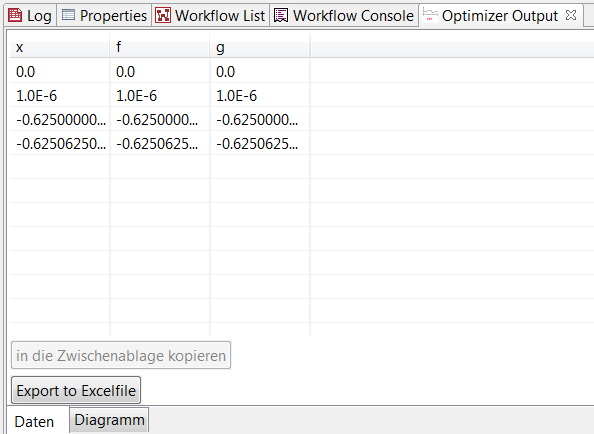 Log Properties Workflow List Workflow Console Optimizer Output
x f g
0.0 0.0 0.0
1.0E-6 1.0E-6 1.0E-6
-0.62500000... -0.6250000... -0.6250000...
-0.62506250... -0.6250625... -0.6250625...
in die Zwischenablage kopieren
Export to Excelfile
Daten Diagramm